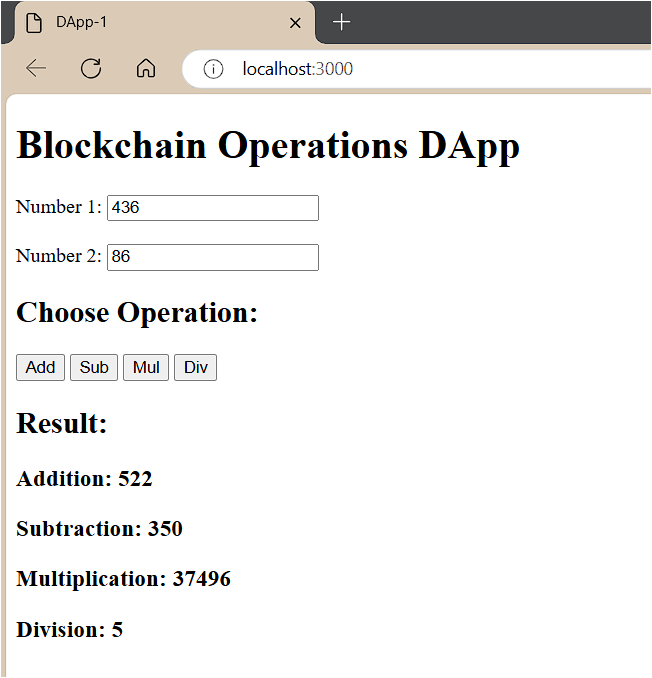 DApp-1
localhost:3000
Blockchain Operations DApp
Number 1: 436
Number 2: 86
Choose Operation:
Add Sub Mul Div
Result:
Addition: 522
Subtraction: 350
Multiplication: 37496
Division: 5